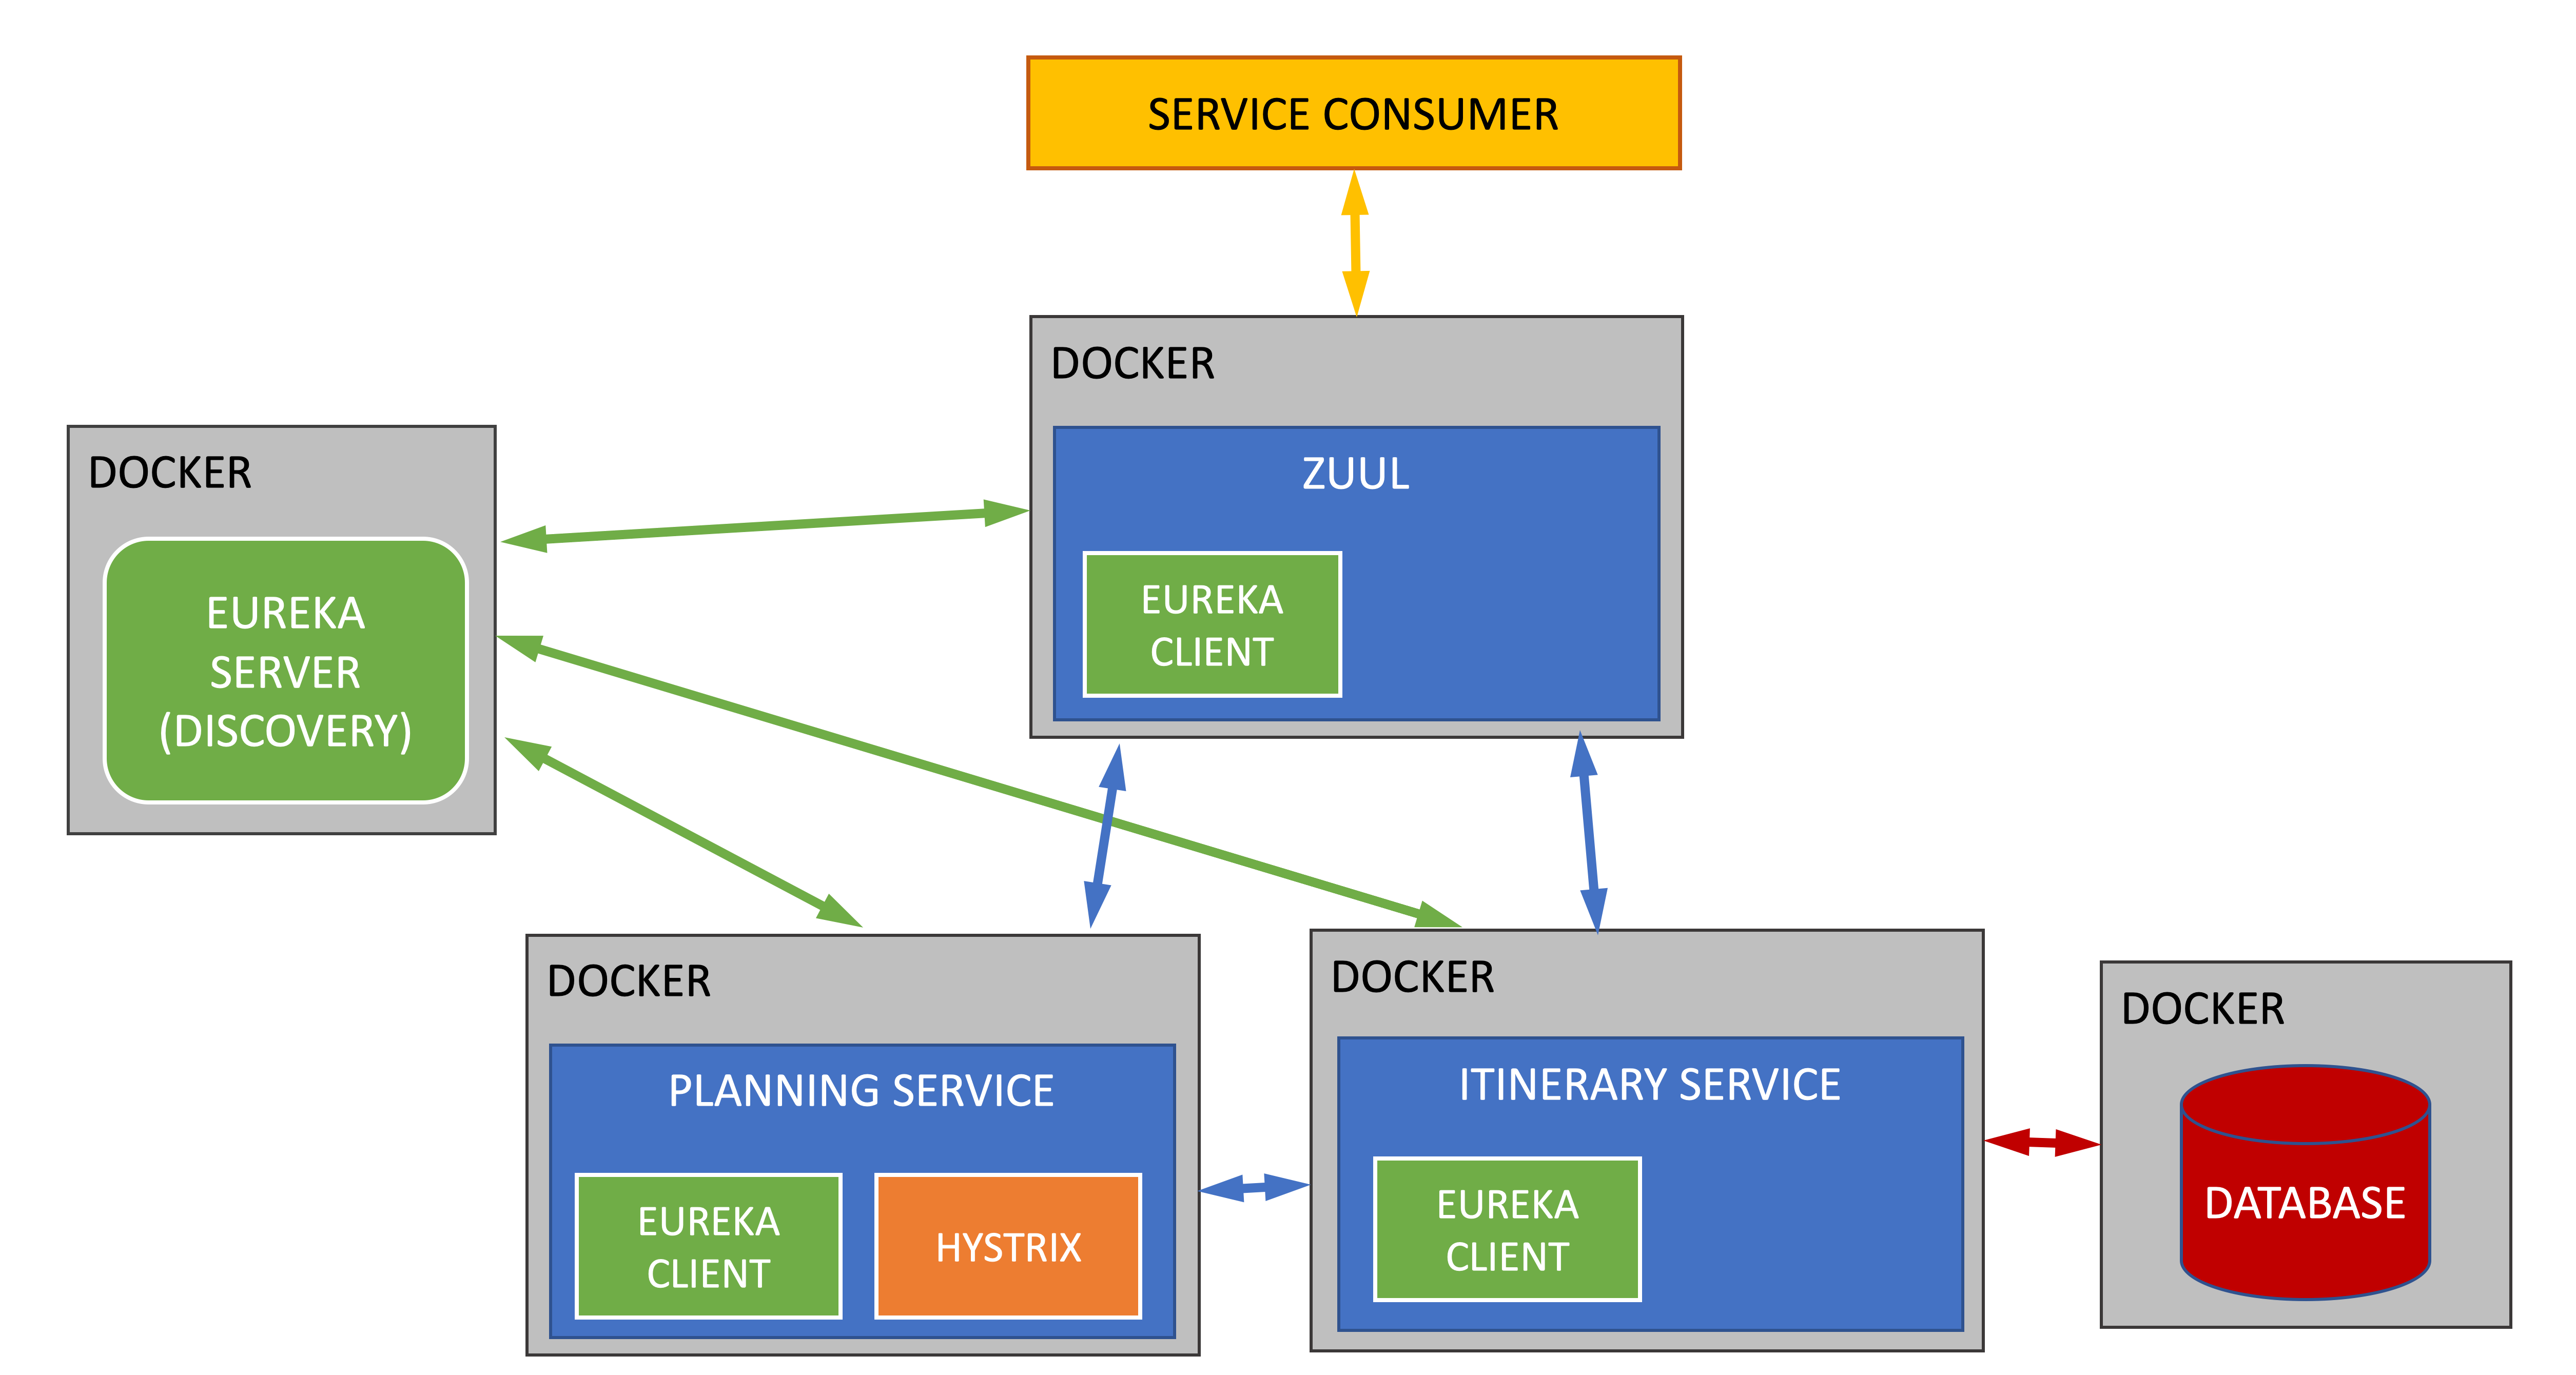 SERVICE CONSUMER
DOCKER
ZUUL
EUREKA
CLIENT
DOCKER
EUREKA
SERVER
(DISCOVERY)
DOCKER
PLANNING SERVICE
EUREKA
CLIENT
HYSTRIX
DOCKER
ITINERARY SERVICE
EUREKA
CLIENT
DOCKER
DATABASE